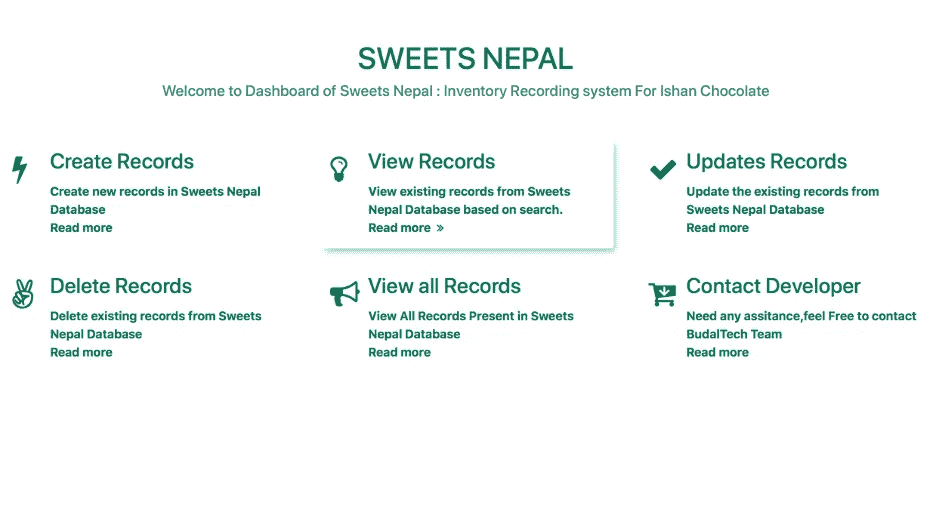 SWEETS NEPAL
Welcome to Dashboard of Sweets Nepal : Inventory Recording system For Ishan Chocolate
Create Records
Create new records in Sweets Nepal
Database
Read more
View Records
View existing records from Sweets
Nepal Database based on search.
Read more »
Updates Records
Update the existing records from
Sweets Nepal Database
Read more
Delete Records
Delete existing records from Sweets
Nepal Database
Read more
View all Records
View All Records Present in Sweets
Nepal Database
Read more
Contact Developer
Need any assitance,feel Free to contact
BudalTech Team
Read more